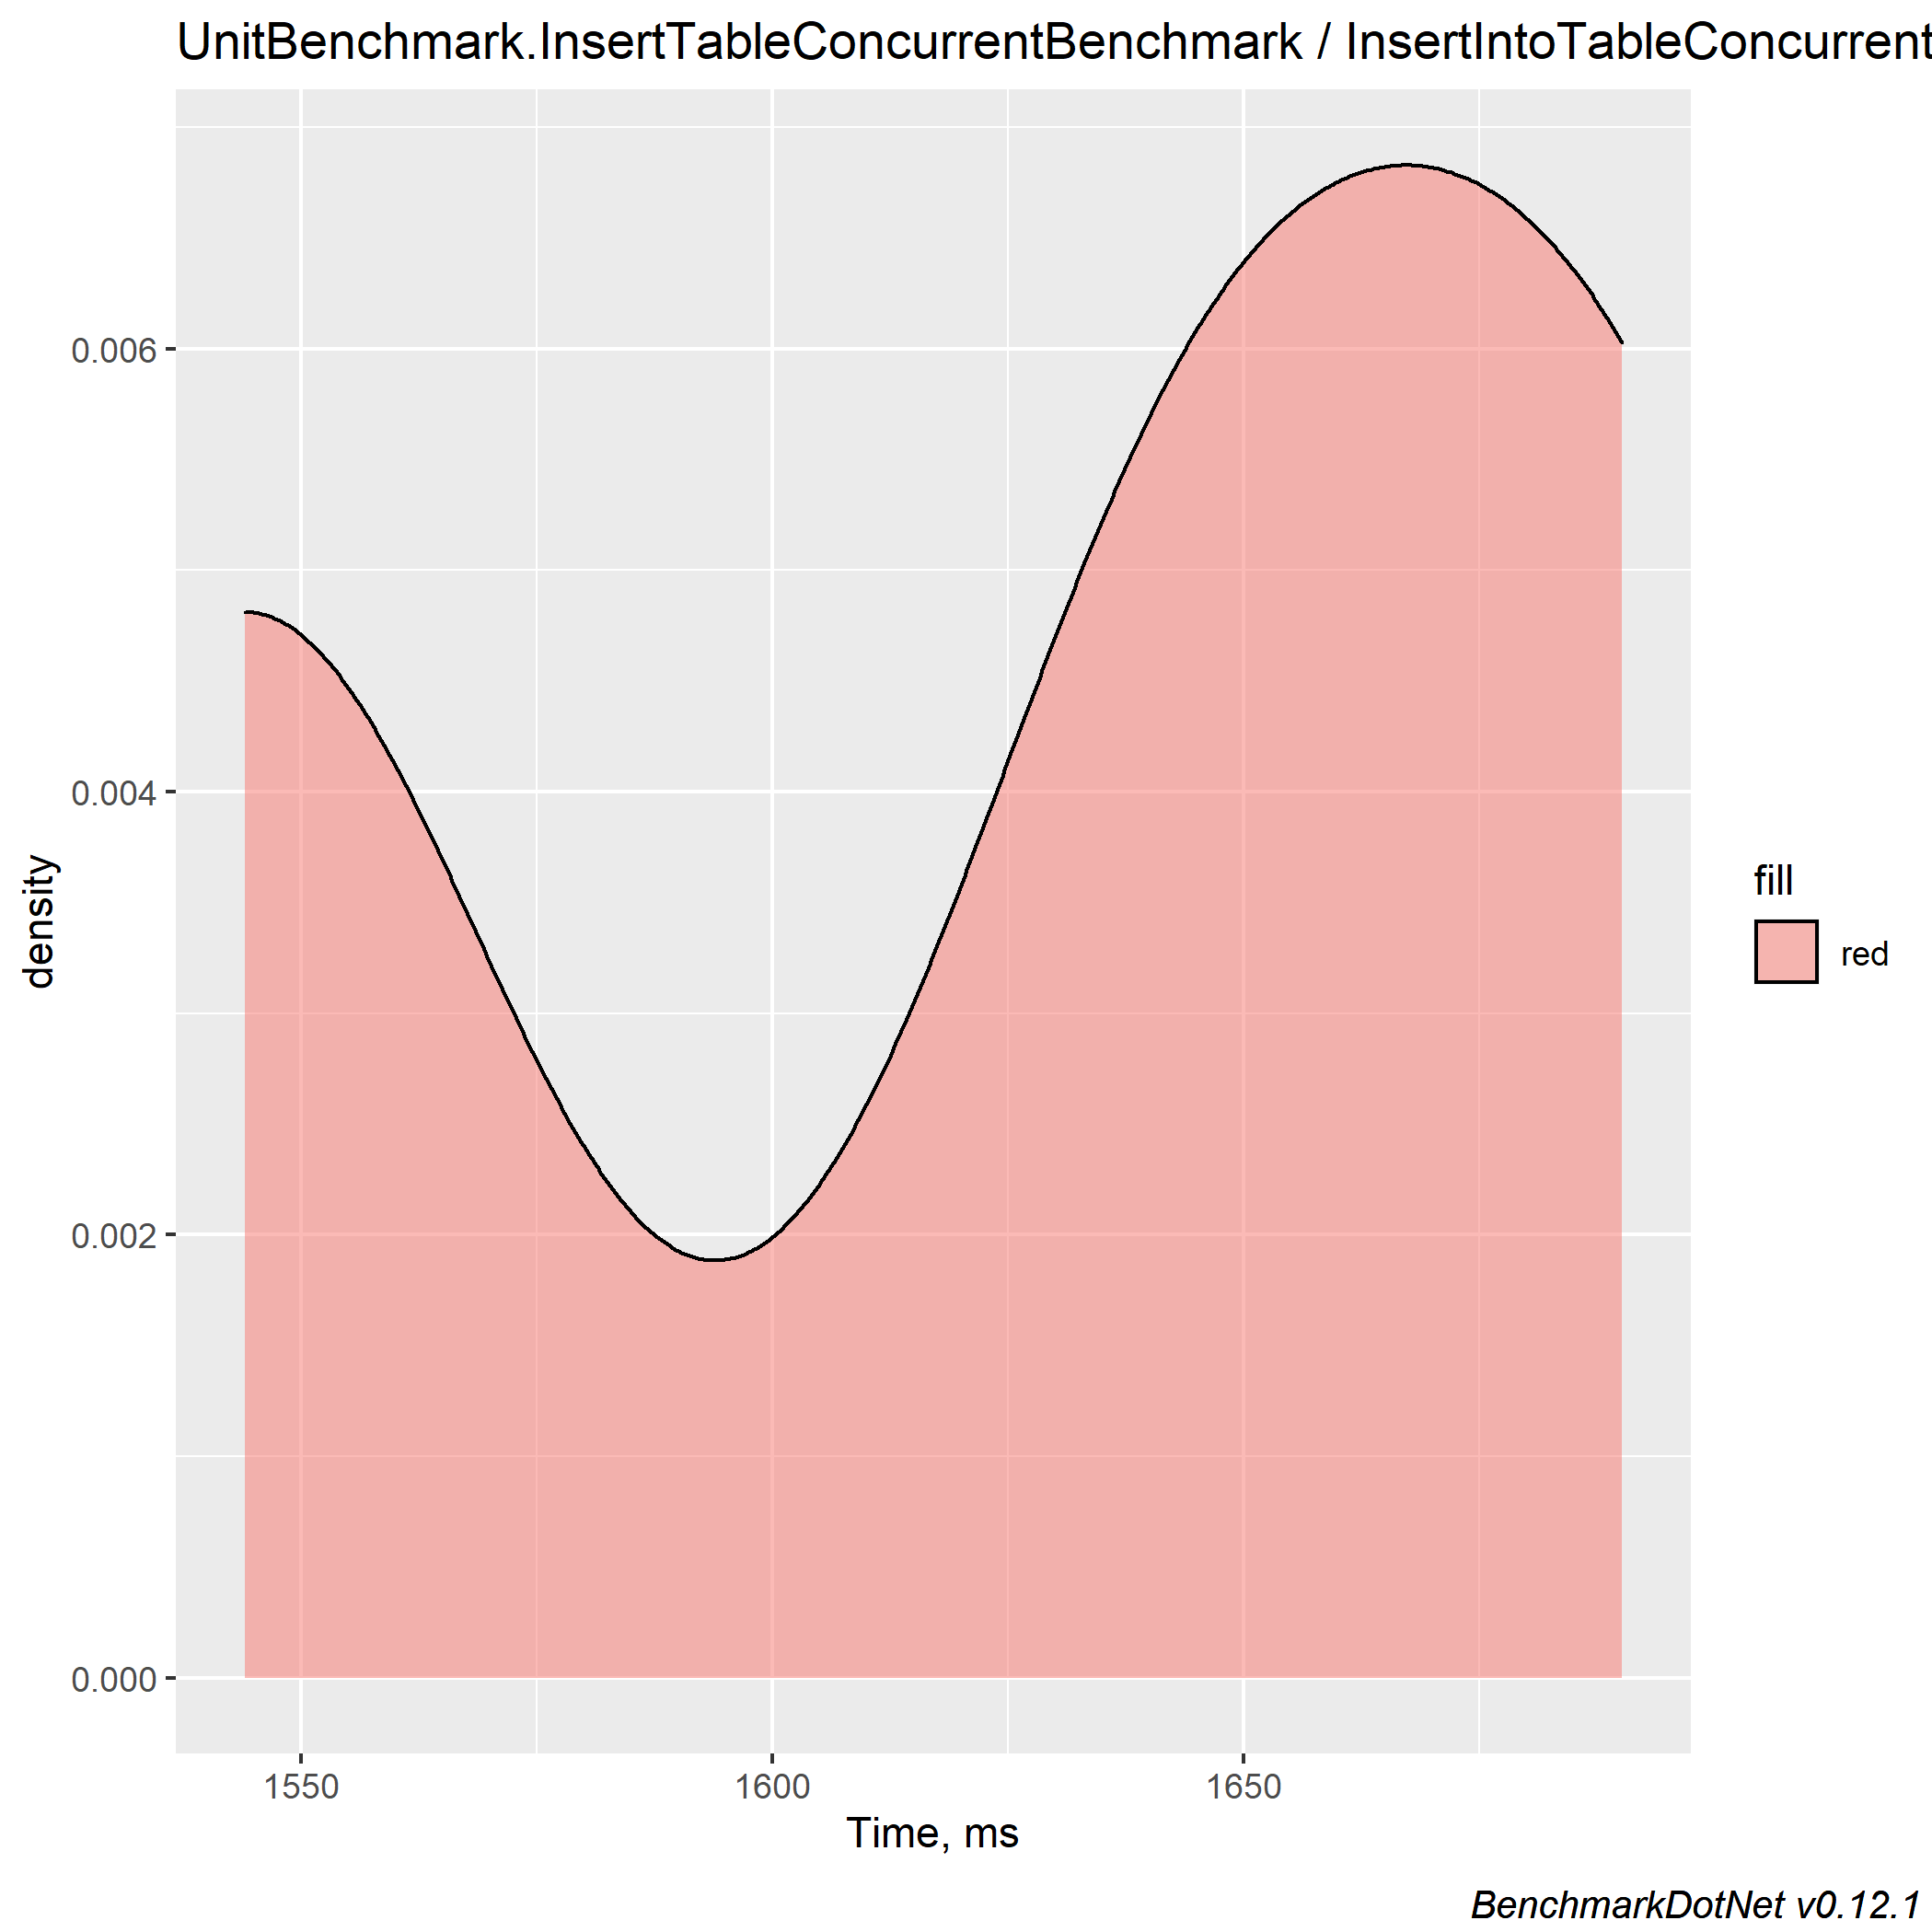 UnitBenchmark.InsertTableConcurrentBenchmark / InsertIntoTableConcurrent
0.006
0.004
0.002
0.000
density
1550 1600 1650
Time, ms
fill
red
BenchmarkDotNet v0.12.1